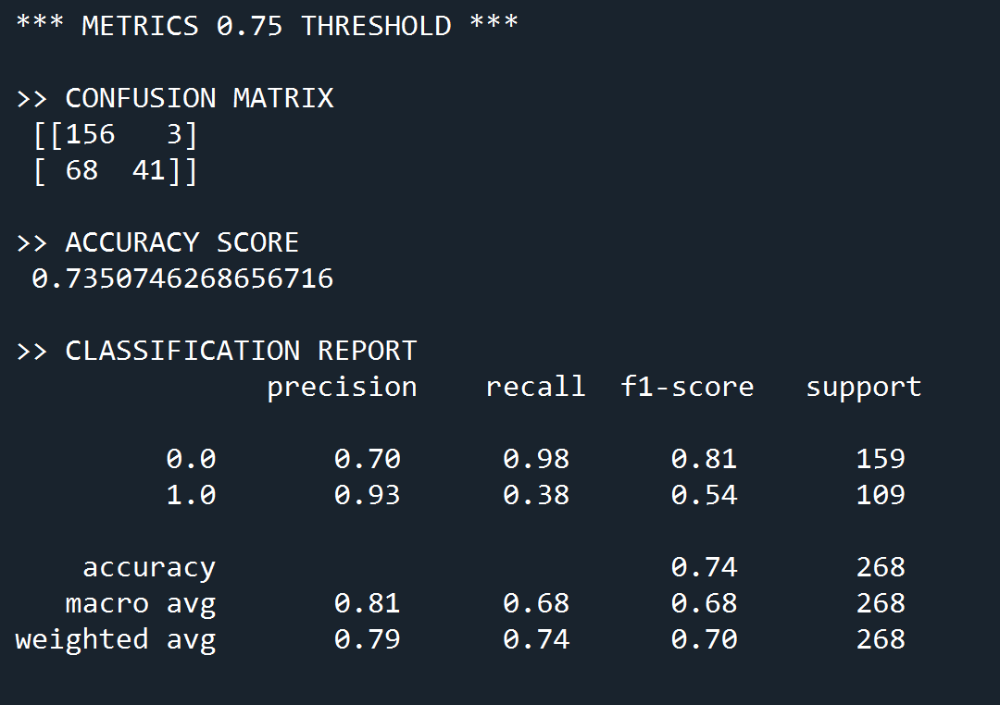 *** METRICS 0.75 THRESHOLD ***
>> CONFUSION MATRIX
[[156   3]
[ 68  41]]
>> ACCURACY SCORE
0.7350746268656716
>> CLASSIFICATION REPORT
precision    recall  f1-score   support
0.0       0.70      0.98      0.81       159
1.0       0.93      0.38      0.54       109
accuracy                           0.74       268
macro avg       0.81      0.68      0.68       268
weighted avg       0.79      0.74      0.70       268